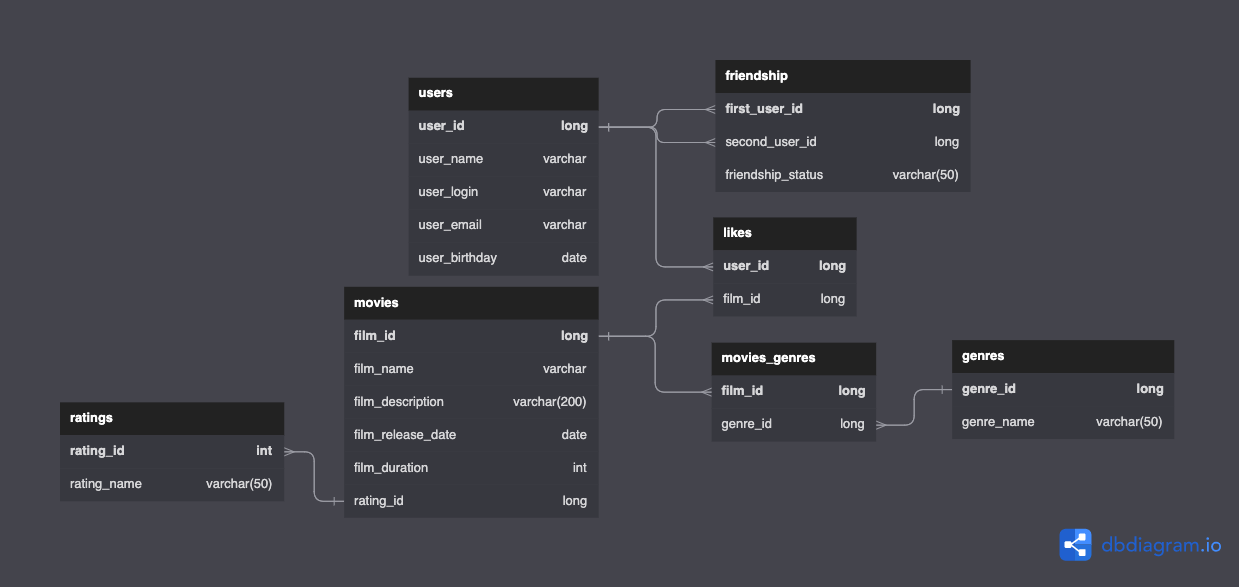 users
user_id long
user_name varchar
user_login varchar
user_email varchar
user_birthday date
friendship
first_user_id long
second_user_id long
friendship_status varchar(50)
likes
user_id long
film_id long
movies
film_id long
film_name varchar
film_description varchar(200)
film_release_date date
film_duration int
rating_id long
movies_genres
film_id long
genre_id long
genres
genre_id long
genre_name varchar(50)
ratings
rating_id int
rating_name varchar(50)
dbdiagram.io